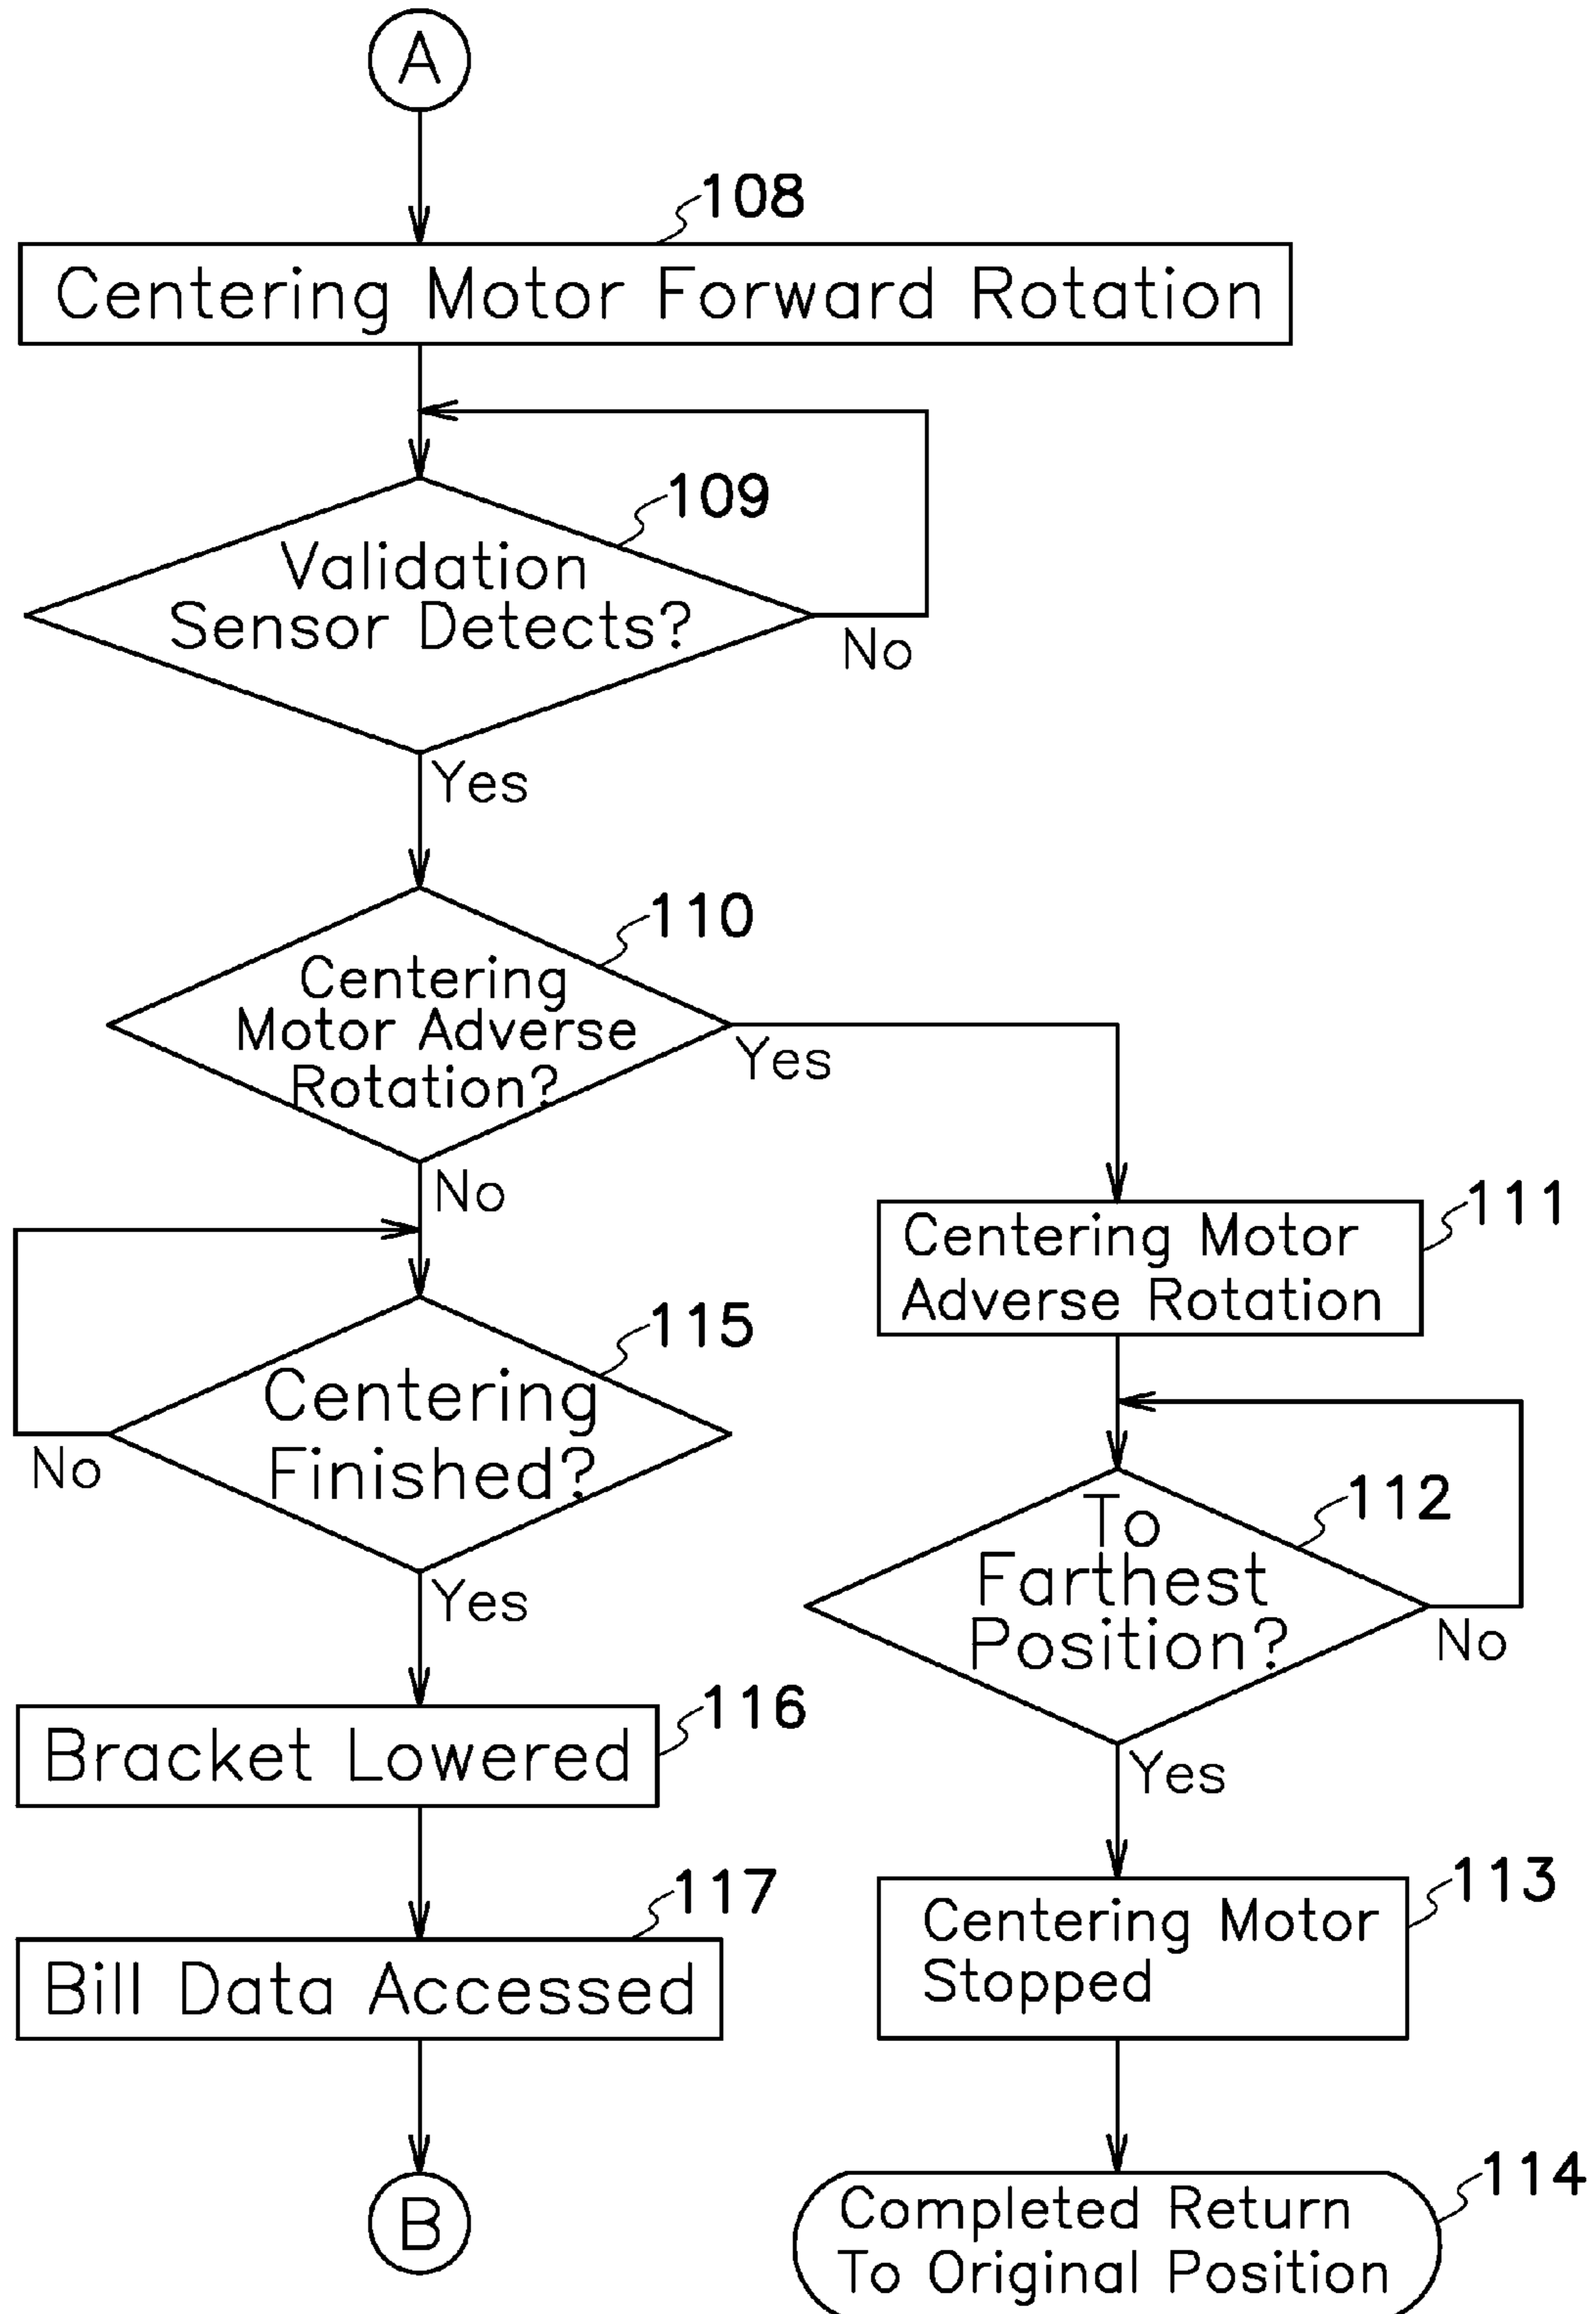 A
108
Centering Motor Forward Rotation
109
Validation
Sensor Detects?
No
Yes
110
Centering
Motor Adverse
Rotation?
Yes
No
111
Centering Motor
Adverse Rotation
115
Centering
Finished?
No
Yes
112
To
Farthest
Position?
No
Yes
116
Bracket Lowered
117
Bill Data Accessed
113
Centering Motor
Stopped
B
114
Completed Return
To Original Position